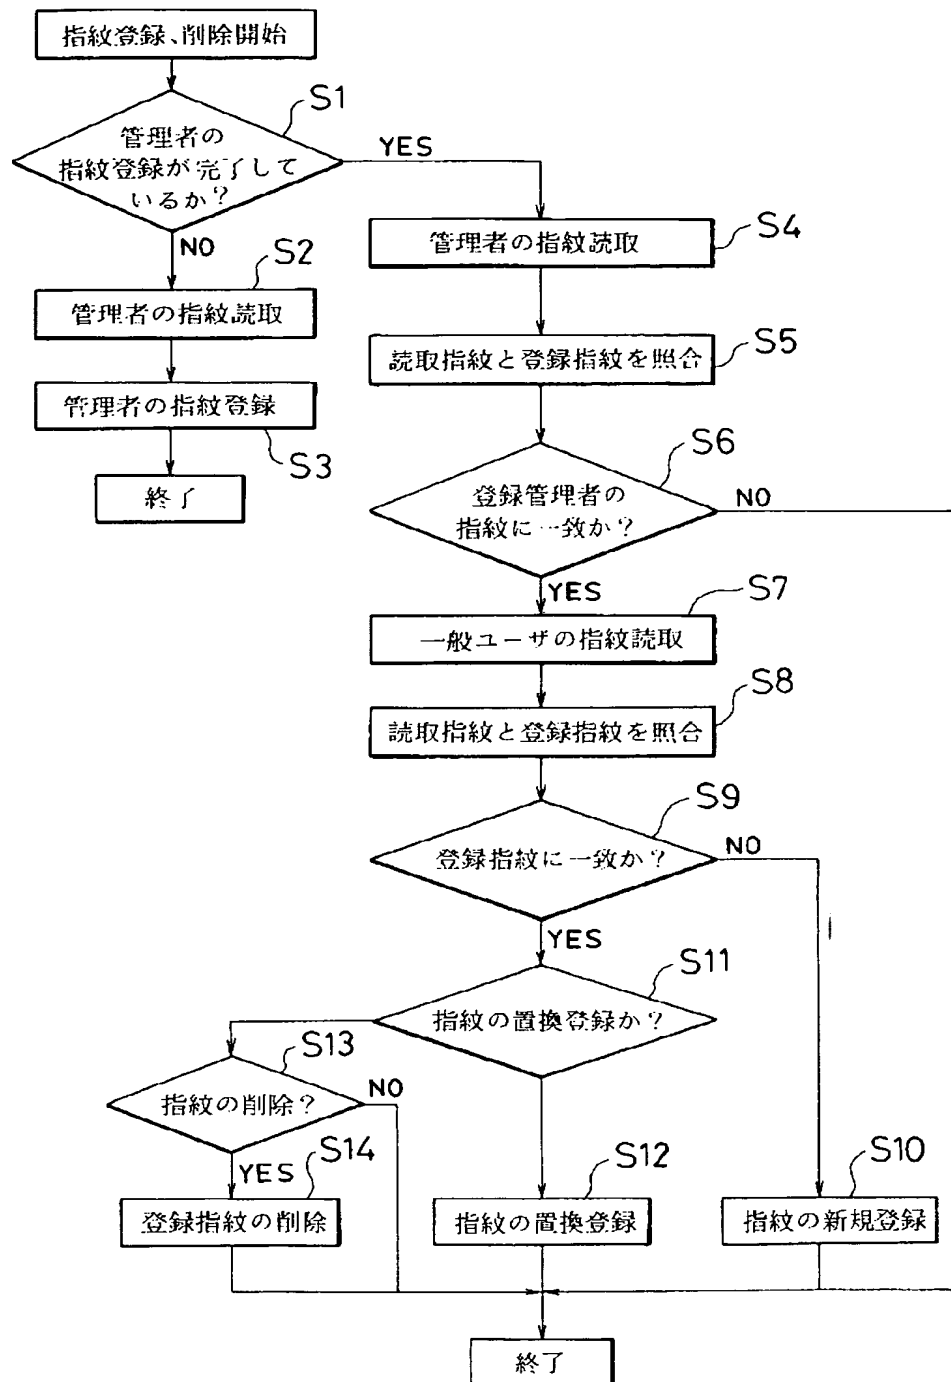 指紋登録、削除開始
S1
管理者の
指紋登録が完了して
いるか?
YES
NO
S2
管理者の指紋読取
管理者の指紋登録
S3
終了
S4
管理者の指紋読取
S5
読取指紋と登録指紋を照合
S6
登録管理者の
指紋に一致か?
NO
YES
S7
一般ユーザの指紋読取
S8
読取指紋と登録指紋を照合
S9
登録指紋に一致か?
NO
YES
S11
指紋の置換登録か?
S13
指紋の削除?
NO
YES
S14
登録指紋の削除
S12
指紋の置換登録
S10
指紋の新規登録
終了